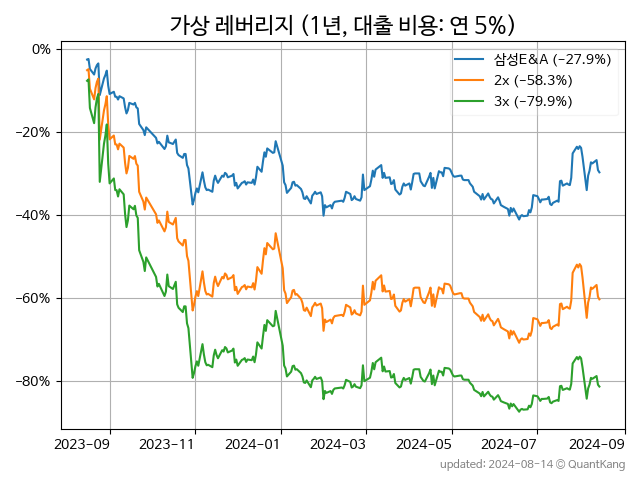 가상 레버리지 (1년, 대출 비용: 연 5%)
삼성E&A (−27.9%)
2x (−58.3%)
3x (−79.9%)
0%
−20%
−40%
−60%
−80%
2023-09 2023-11 2024-01 2024-03 2024-05 2024-07 2024-09
updated: 2024-08-14 © QuantKang